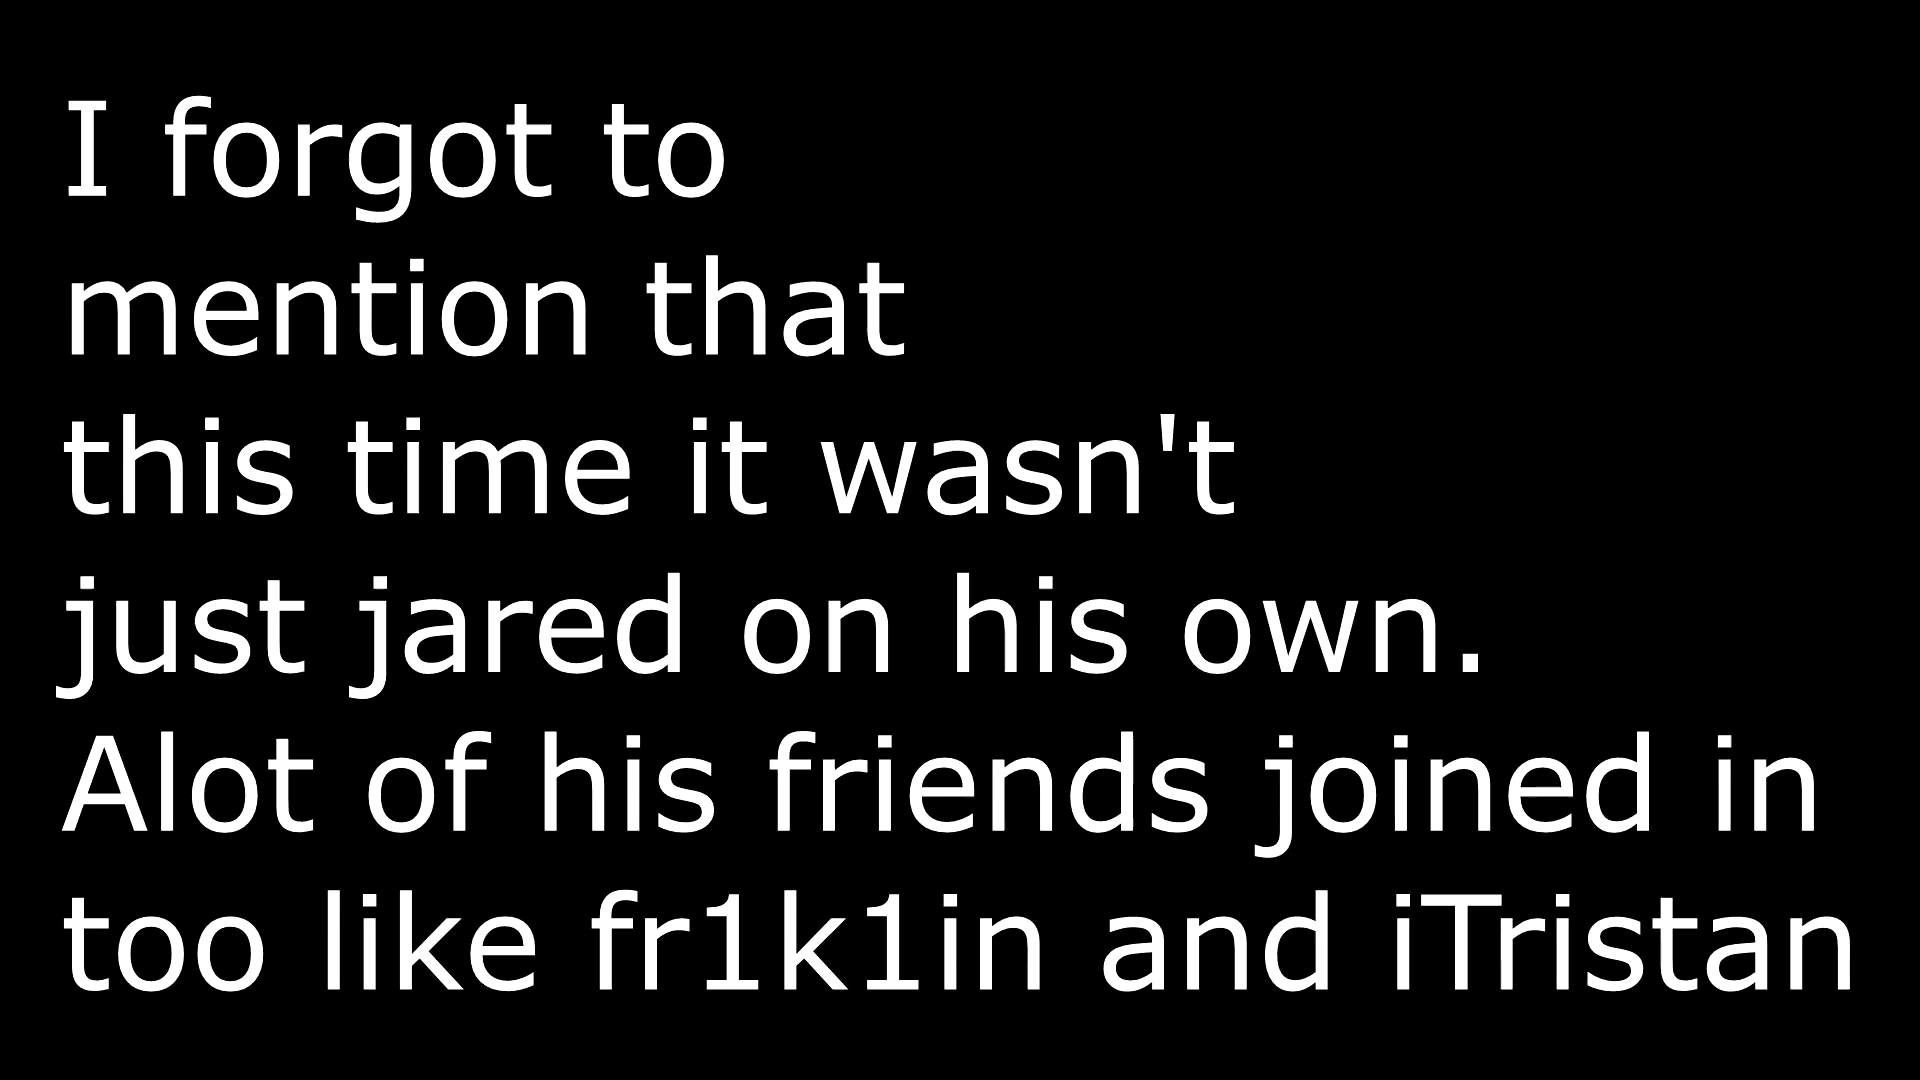 I forgot to
mention that
this time it wasn't
just jared on his own.
Alot of his friends joined in
too like fr1k1in and iTristan